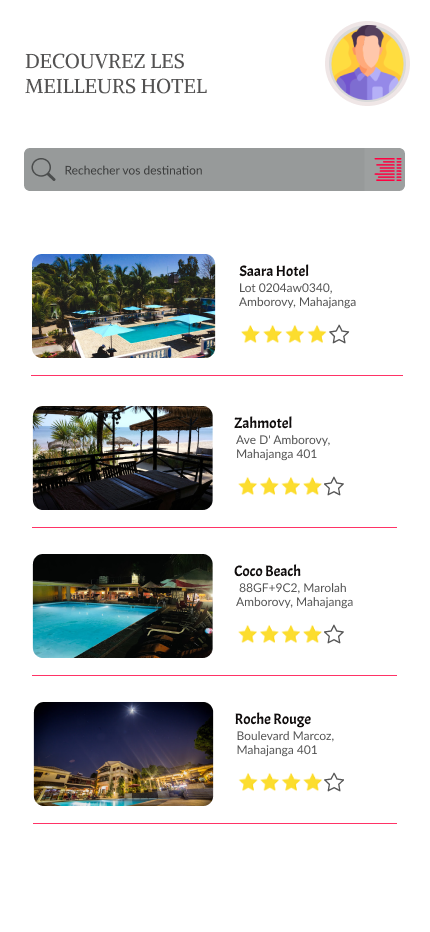 DECOUVREZ LES
MEILLEURS HOTEL
Rechecher vos destination
Saara Hotel
Lot 0204aw0340,
Amborovy, Mahajanga
Zahmotel
Ave D' Amborovy,
Mahajanga 401
Coco Beach
88GF+9C2, Marolah
Amborovy, Mahajanga
Roche Rouge
Boulevard Marcoz,
Mahajanga 401